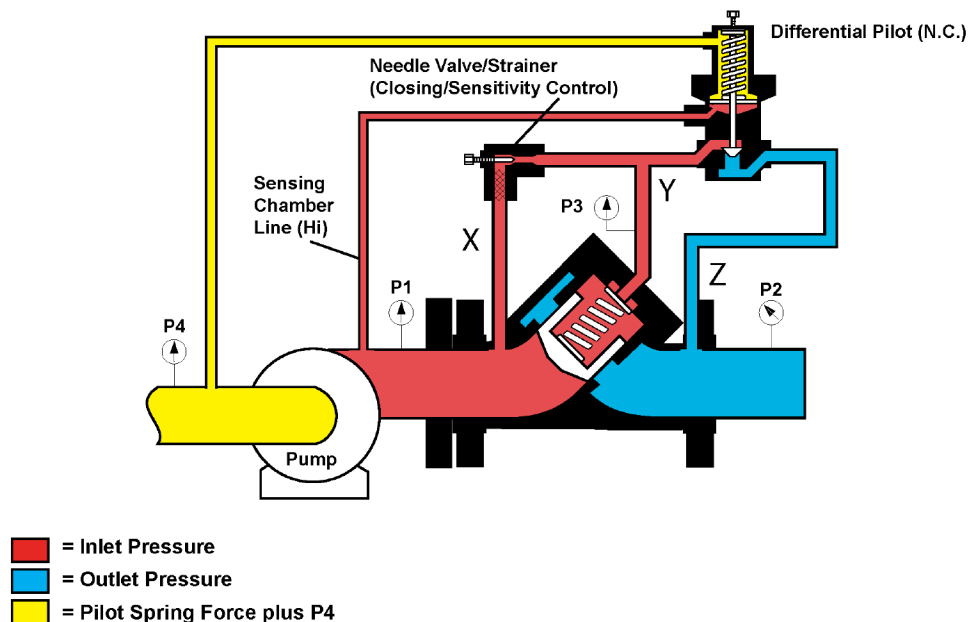 Differential Pilot (N.C.)
Needle Valve/Strainer
(Closing/Sensitivity Control)
Sensing
Chamber
Line (Hi)
X
Y
Z
P3
P1
P2
P4
Pump
= Inlet Pressure
= Outlet Pressure
= Pilot Spring Force plus P4